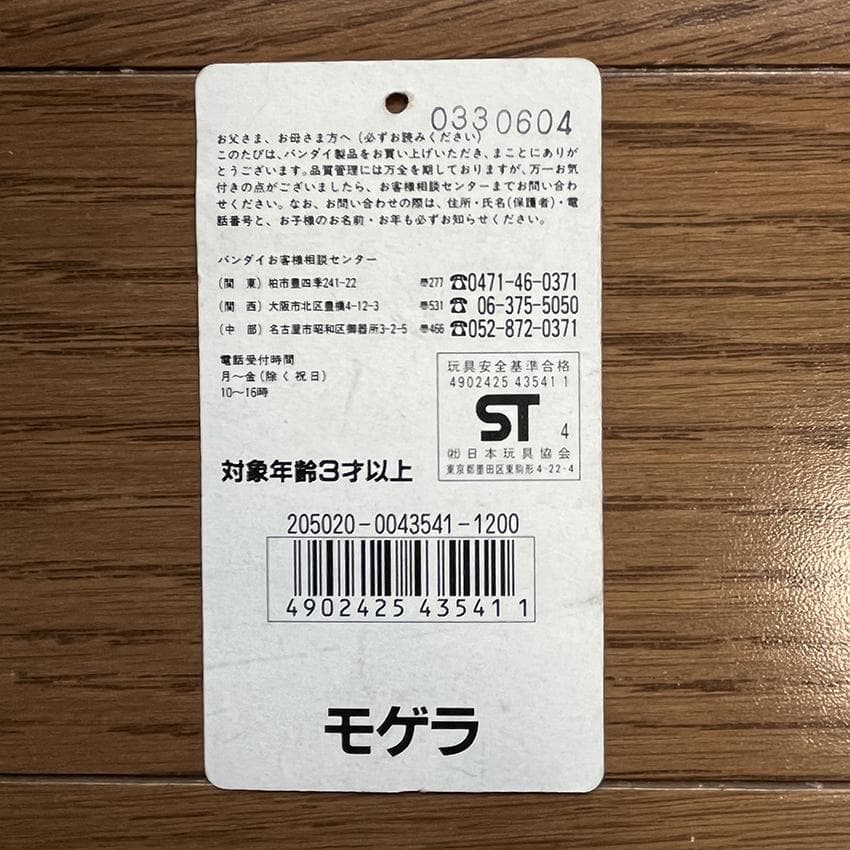 0330604
お父さま、お母さま方へ(必ずお読みください)
このたびは、バンダイ製品をお買い上げいただき、まことにありが
とうございます。品質管理には万全を期しておりますが、万一お気
付きの点がございましたら、お客様相談センターまでお問い合わ
せください。なお、お問い合わせの際は、住所・氏名(保護者)・電
話番号と、お子様のお名前・お年も必ずお知らせください。
バンダイお客様相談センター
(関 東) 柏市豊四季241-22 〠277 ☎0471-46-0371
(関 西) 大阪市北区豊崎4-12-3 〠531 ☎06-375-5050
(中 部) 名古屋市昭和区御器所3-2-5 〠466 ☎052-872-0371
電話受付時間
月〜金(除く祝日)
10〜16時
玩具安全基準合格
4902425 43541 1
ST 4
㈳日本玩具協会
東京都墨田区東駒形4-22-4
対象年齢3才以上
205020-0043541-1200
4902425 435411
モゲラ